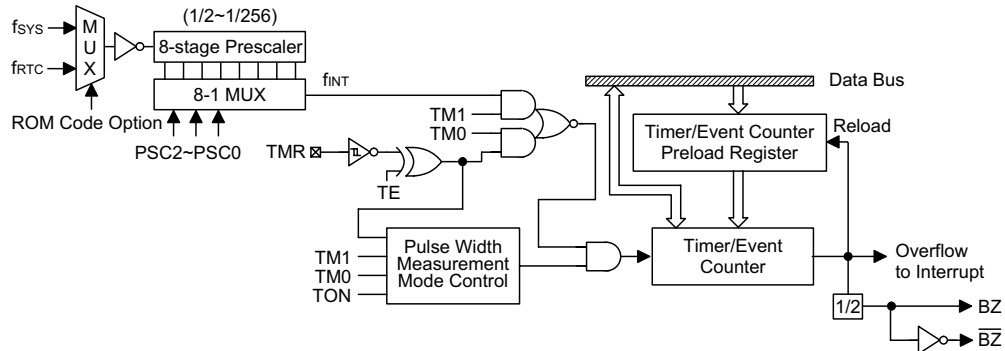 (1/2~1/256)
fSYS
fRTC
M
U
X
8-stage Prescaler
8-1 MUX
fINT
ROM Code Option
PSC2~PSC0
TM1
TM0
TMR
TE
Data Bus
Timer/Event Counter
Preload Register
Reload
TM1
TM0
TON
Pulse Width
Measurement
Mode Control
Timer/Event
Counter
Overflow
to Interrupt
1/2
BZ
B̅Z̅